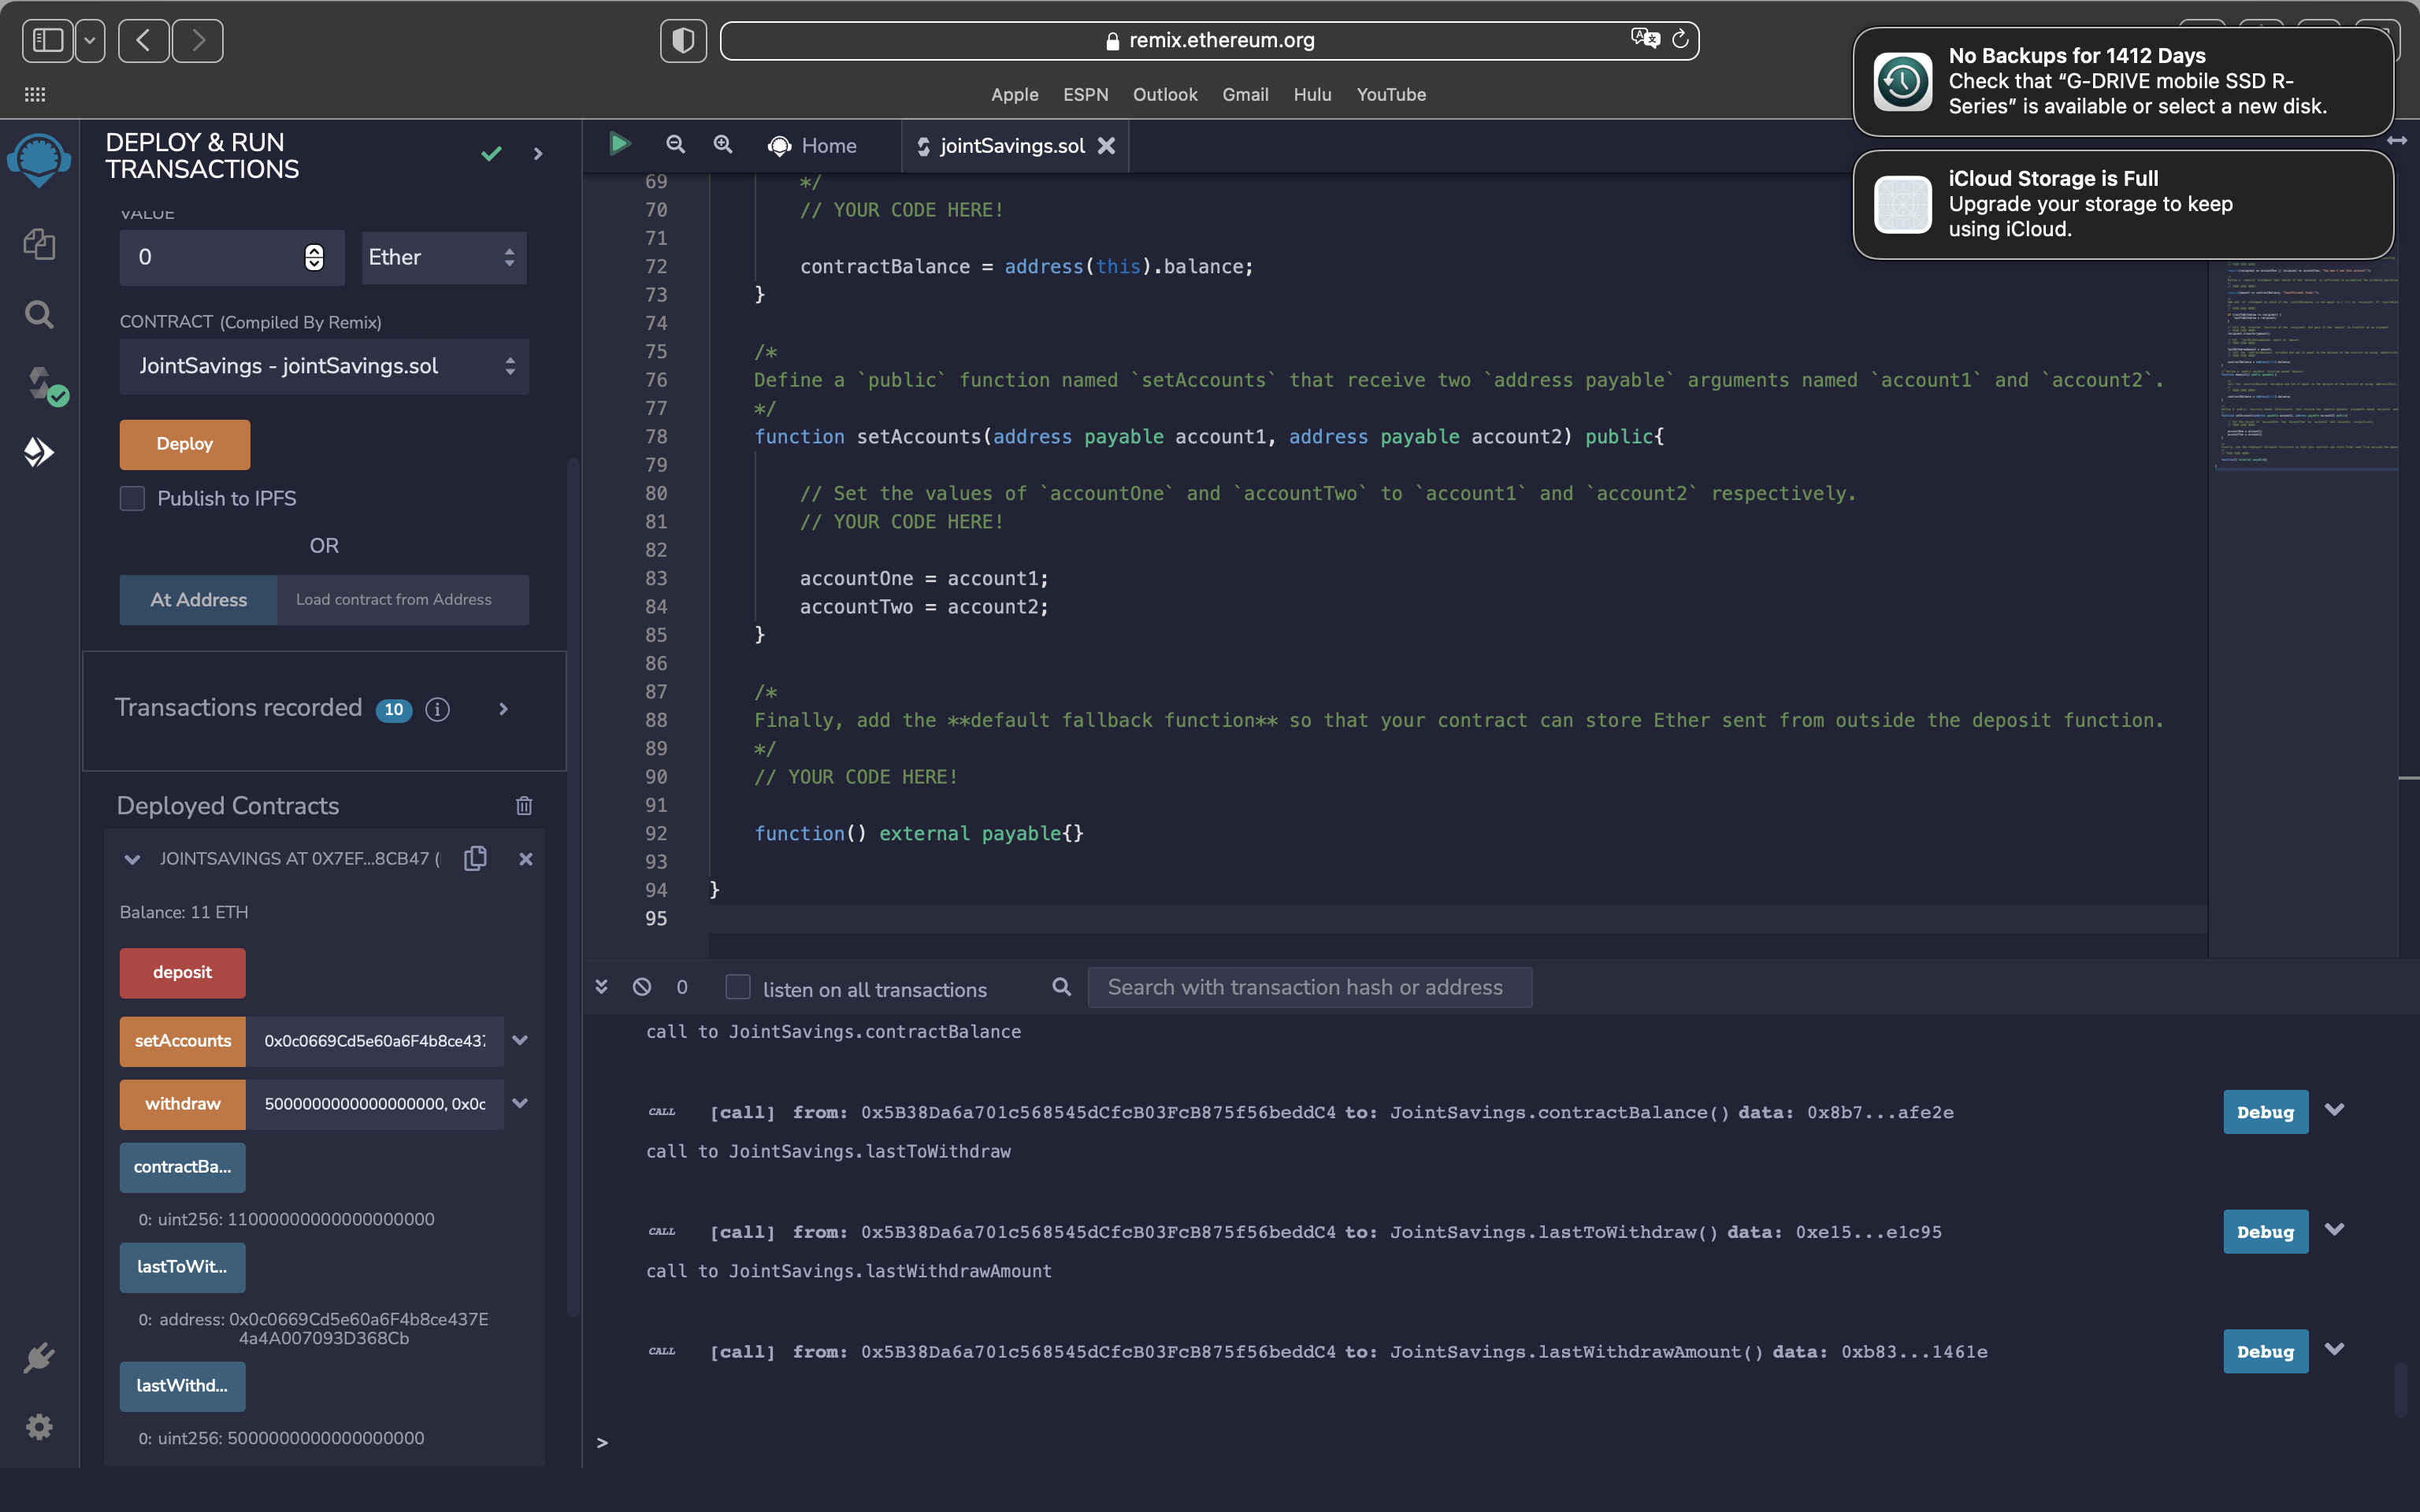 remix.ethereum.org
Apple ESPN Outlook Gmail Hulu YouTube
No Backups for 1412 Days
Check that “G-DRIVE mobile SSD R-
Series” is available or select a new disk.
iCloud Storage is Full
Upgrade your storage to keep
using iCloud.
DEPLOY & RUN
TRANSACTIONS
VALUE
0 Ether
CONTRACT (Compiled By Remix)
JointSavings - jointSavings.sol
Deploy
Publish to IPFS
OR
At Address Load contract from Address
Transactions recorded 10 i
Deployed Contracts
JOINTSAVINGS AT 0X7EF...8CB47 (
Balance: 11 ETH
deposit
setAccounts 0x0c0669Cd5e60a6F4b8ce437
withdraw 5000000000000000000, 0x0c
contractBa...
0: uint256: 11000000000000000000
lastToWit...
0: address: 0x0c0669Cd5e60a6F4b8ce437E
4a4A007093D368Cb
lastWithd...
0: uint256: 5000000000000000000
Home jointSavings.sol
69 */
70 // YOUR CODE HERE!
71
72 contractBalance = address(this).balance;
73 }
74
75 /*
76 Define a `public` function named `setAccounts` that receive two `address payable` arguments named `account1` and `account2`.
77 */
78 function setAccounts(address payable account1, address payable account2) public{
79
80 // Set the values of `accountOne` and `accountTwo` to `account1` and `account2` respectively.
81 // YOUR CODE HERE!
82
83 accountOne = account1;
84 accountTwo = account2;
85 }
86
87 /*
88 Finally, add the **default fallback function** so that your contract can store Ether sent from outside the deposit function.
89 */
90 // YOUR CODE HERE!
91
92 function() external payable{}
93
94 }
95
0 listen on all transactions Search with transaction hash or address
call to JointSavings.contractBalance
CALL [call] from: 0x5B38Da6a701c568545dCfcB03FcB875f56beddC4 to: JointSavings.contractBalance() data: 0x8b7...afe2e Debug
call to JointSavings.lastToWithdraw
CALL [call] from: 0x5B38Da6a701c568545dCfcB03FcB875f56beddC4 to: JointSavings.lastToWithdraw() data: 0xe15...e1c95 Debug
call to JointSavings.lastWithdrawAmount
CALL [call] from: 0x5B38Da6a701c568545dCfcB03FcB875f56beddC4 to: JointSavings.lastWithdrawAmount() data: 0xb83...1461e Debug
>